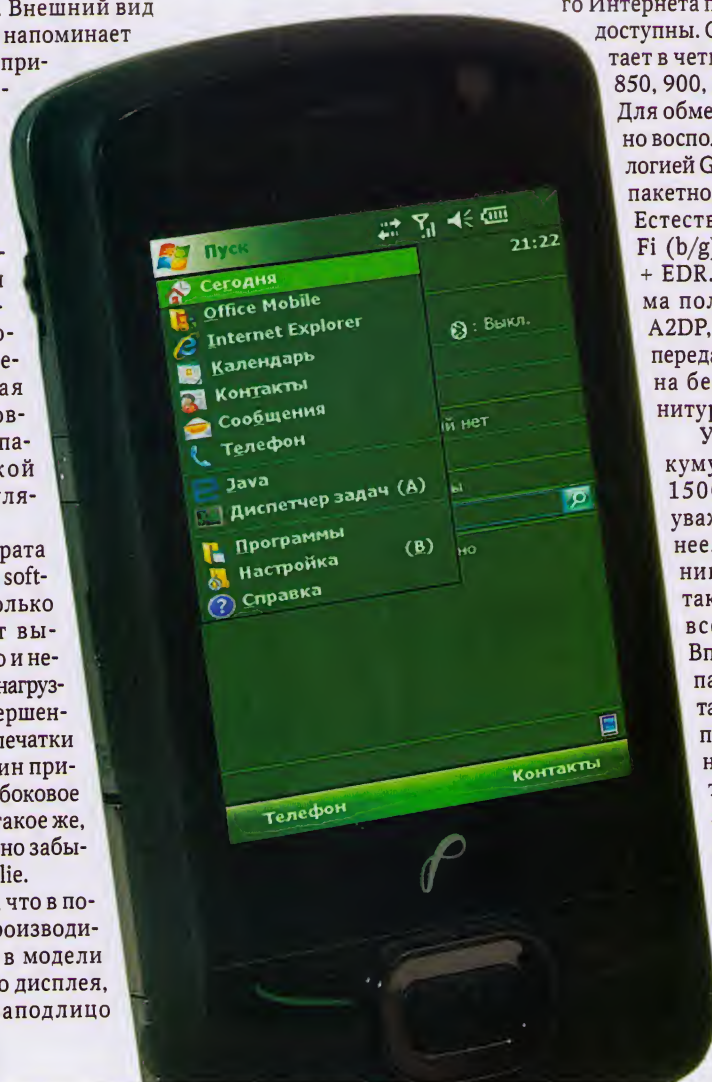 Внешний вид
напоминает
при-
-
-
-
о-
е-
ая
ов-
па-
кой
уля-
рата
soft-
олько
т вы-
о и не-
нагруз-
ершен-
печатки
ин при-
боковое
такое же,
но забы-
lie.
что в по-
роизводи-
в модели
о дисплея,
аподлицо
Пуск
21:22
Сегодня
Office Mobile
Internet Explorer
Календарь
Контакты
Сообщения
Телефон
Java
Диспетчер задач (А)
Программы
Настройка (В)
Справка
: Выкл.
й нет
ы
но
Телефон Контакты
го Интернета п
доступны. С
тает в четы
850, 900,
Для обме
но воспол
логией G
пакетно
Естеств
Fi (b/g)
+ EDR.
ма пол
A2DP,
переда
на бе
нитур
У
куму
150
уваж
нее.
ни
так
все
Вп
па
та
п
н
т